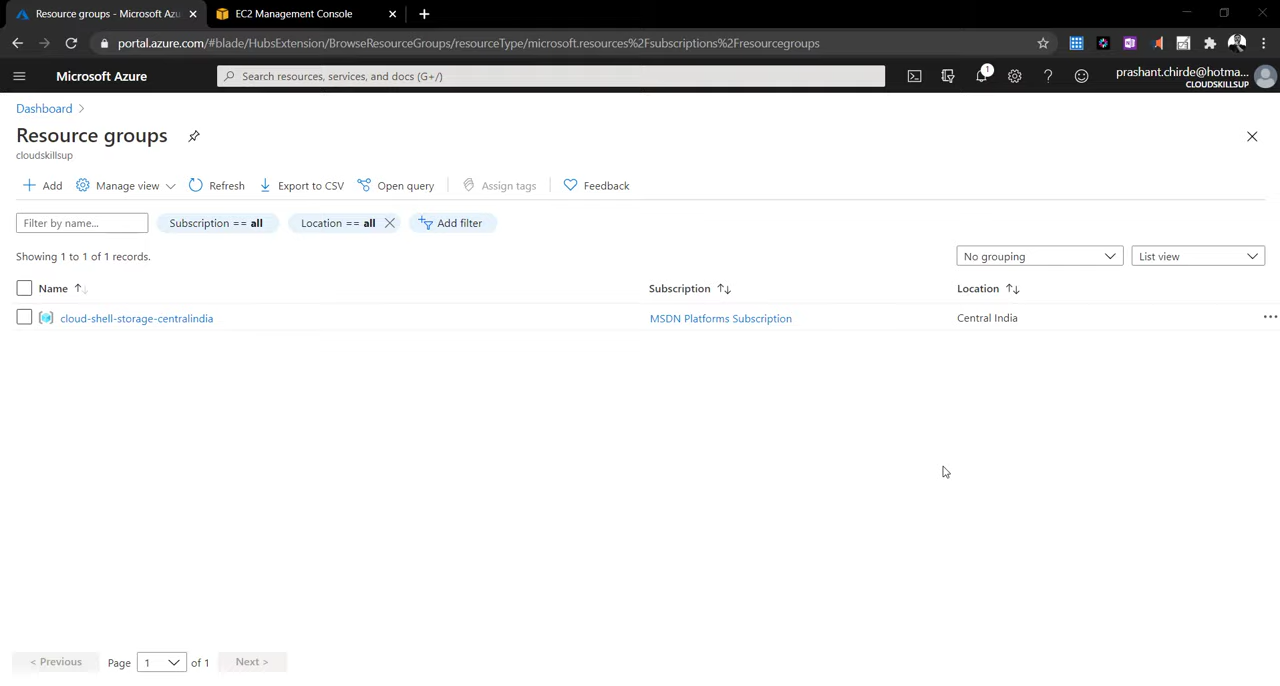 Resource groups - Microsoft Azu
EC2 Management Console
portal.azure.com/#blade/HubsExtension/BrowseResourceGroups/resourceType/microsoft.resources%2Fsubscriptions%2Fresourcegroups
Microsoft Azure
Search resources, services, and docs (G+/)
1
prashant.chirde@hotma...
CLOUDSKILLSUP
Dashboard
Resource groups
cloudskillsup
Add
Manage view
Refresh
Export to CSV
Open query
Assign tags
Feedback
Filter by name...
Subscription == all
Location == all
Add filter
Showing 1 to 1 of 1 records.
No grouping
List view
Name
Subscription
Location
cloud-shell-storage-centralindia
MSDN Platforms Subscription
Central India
< Previous
Page
1
of 1
Next >